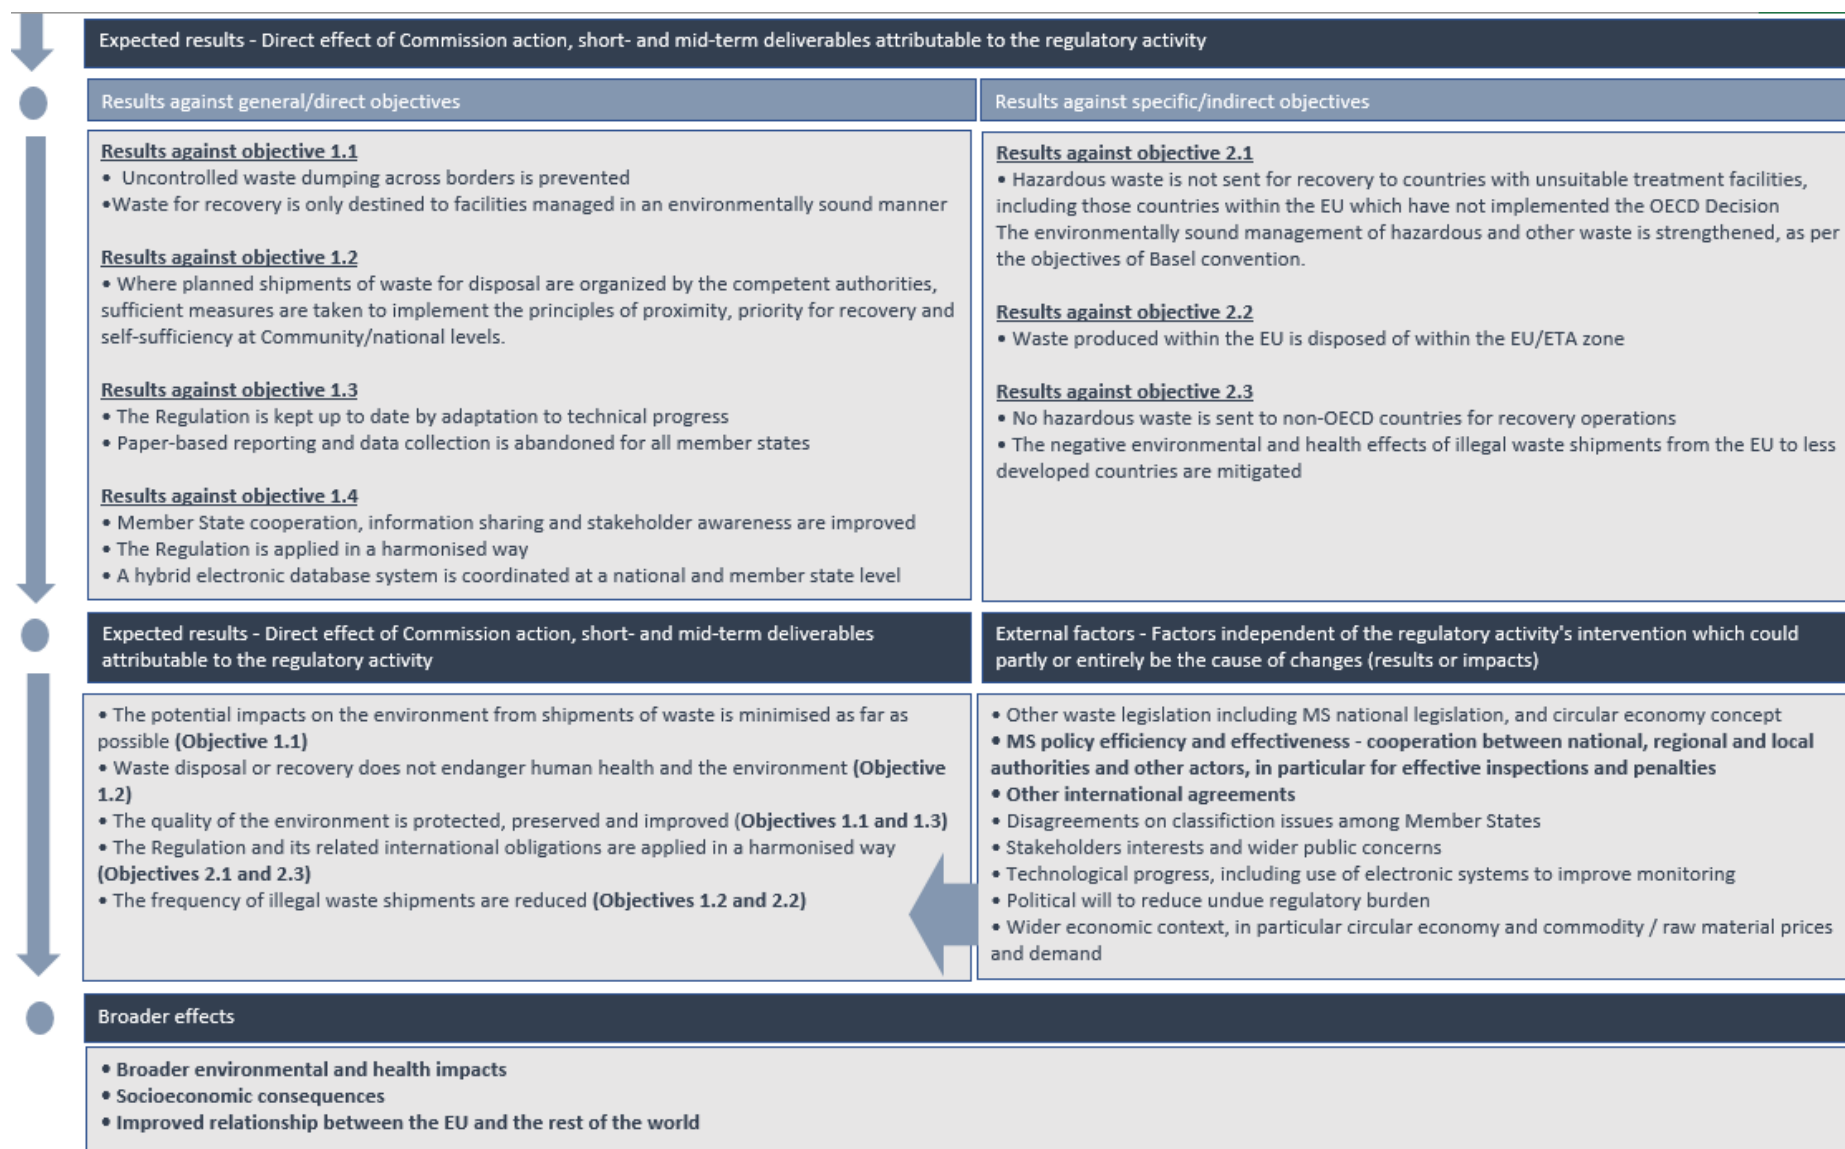 Expected results - Direct effect of Commission action, short- and mid-term deliverables attributable to the regulatory activity
Results against general/direct objectives
Results against objective 1.1
• Uncontrolled waste dumping across borders is prevented
•Waste for recovery is only destined to facilities managed in an environmentally sound manner
Results against objective 1.2
• Where planned shipments of waste for disposal are organized by the competent authorities,
sufficient measures are taken to implement the principles of proximity, priority for recovery and
self-sufficiency at Community/national levels.
Results against objective 1.3
• The Regulation is kept up to date by adaptation to technical progress
• Paper-based reporting and data collection is abandoned for all member states
Results against objective 1.4
• Member State cooperation, information sharing and stakeholder awareness are improved
• The Regulation is applied in a harmonised way
• A hybrid electronic database system is coordinated at a national and member state level
Results against specific/indirect objectives
Results against objective 2.1
• Hazardous waste is not sent for recovery to countries with unsuitable treatment facilities,
including those countries within the EU which have not implemented the OECD Decision
The environmentally sound management of hazardous and other waste is strengthened, as per
the objectives of Basel convention.
Results against objective 2.2
• Waste produced within the EU is disposed of within the EU/ETA zone
Results against objective 2.3
• No hazardous waste is sent to non-OECD countries for recovery operations
• The negative environmental and health effects of illegal waste shipments from the EU to less
developed countries are mitigated
Expected results - Direct effect of Commission action, short- and mid-term deliverables
attributable to the regulatory activity
• The potential impacts on the environment from shipments of waste is minimised as far as
possible (Objective 1.1)
• Waste disposal or recovery does not endanger human health and the environment (Objective
1.2)
• The quality of the environment is protected, preserved and improved (Objectives 1.1 and 1.3)
• The Regulation and its related international obligations are applied in a harmonised way
(Objectives 2.1 and 2.3)
• The frequency of illegal waste shipments are reduced (Objectives 1.2 and 2.2)
External factors - Factors independent of the regulatory activity's intervention which could
partly or entirely be the cause of changes (results or impacts)
• Other waste legislation including MS national legislation, and circular economy concept
• MS policy efficiency and effectiveness - cooperation between national, regional and local
authorities and other actors, in particular for effective inspections and penalties
• Other international agreements
• Disagreements on classifiction issues among Member States
• Stakeholders interests and wider public concerns
• Technological progress, including use of electronic systems to improve monitoring
• Political will to reduce undue regulatory burden
• Wider economic context, in particular circular economy and commodity / raw material prices
and demand
Broader effects
• Broader environmental and health impacts
• Socioeconomic consequences
• Improved relationship between the EU and the rest of the world